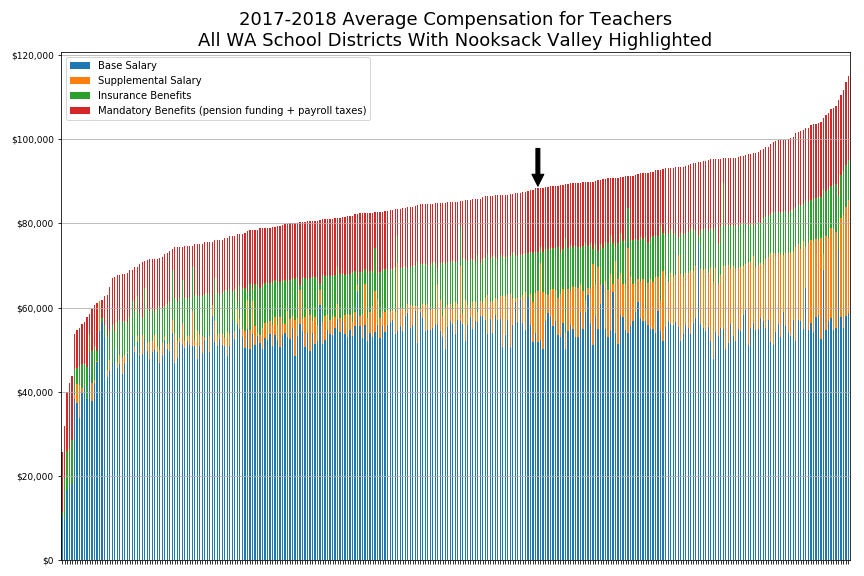 2017-2018 Average Compensation for Teachers
All WA School Districts With Nooksack Valley Highlighted
$120,000
Base Salary
Supplemental Salary
Insurance Benefits
Mandatory Benefits (pension funding + payroll taxes)
$100,000
$80,000
$60,000
$40,000
$20,000
$0